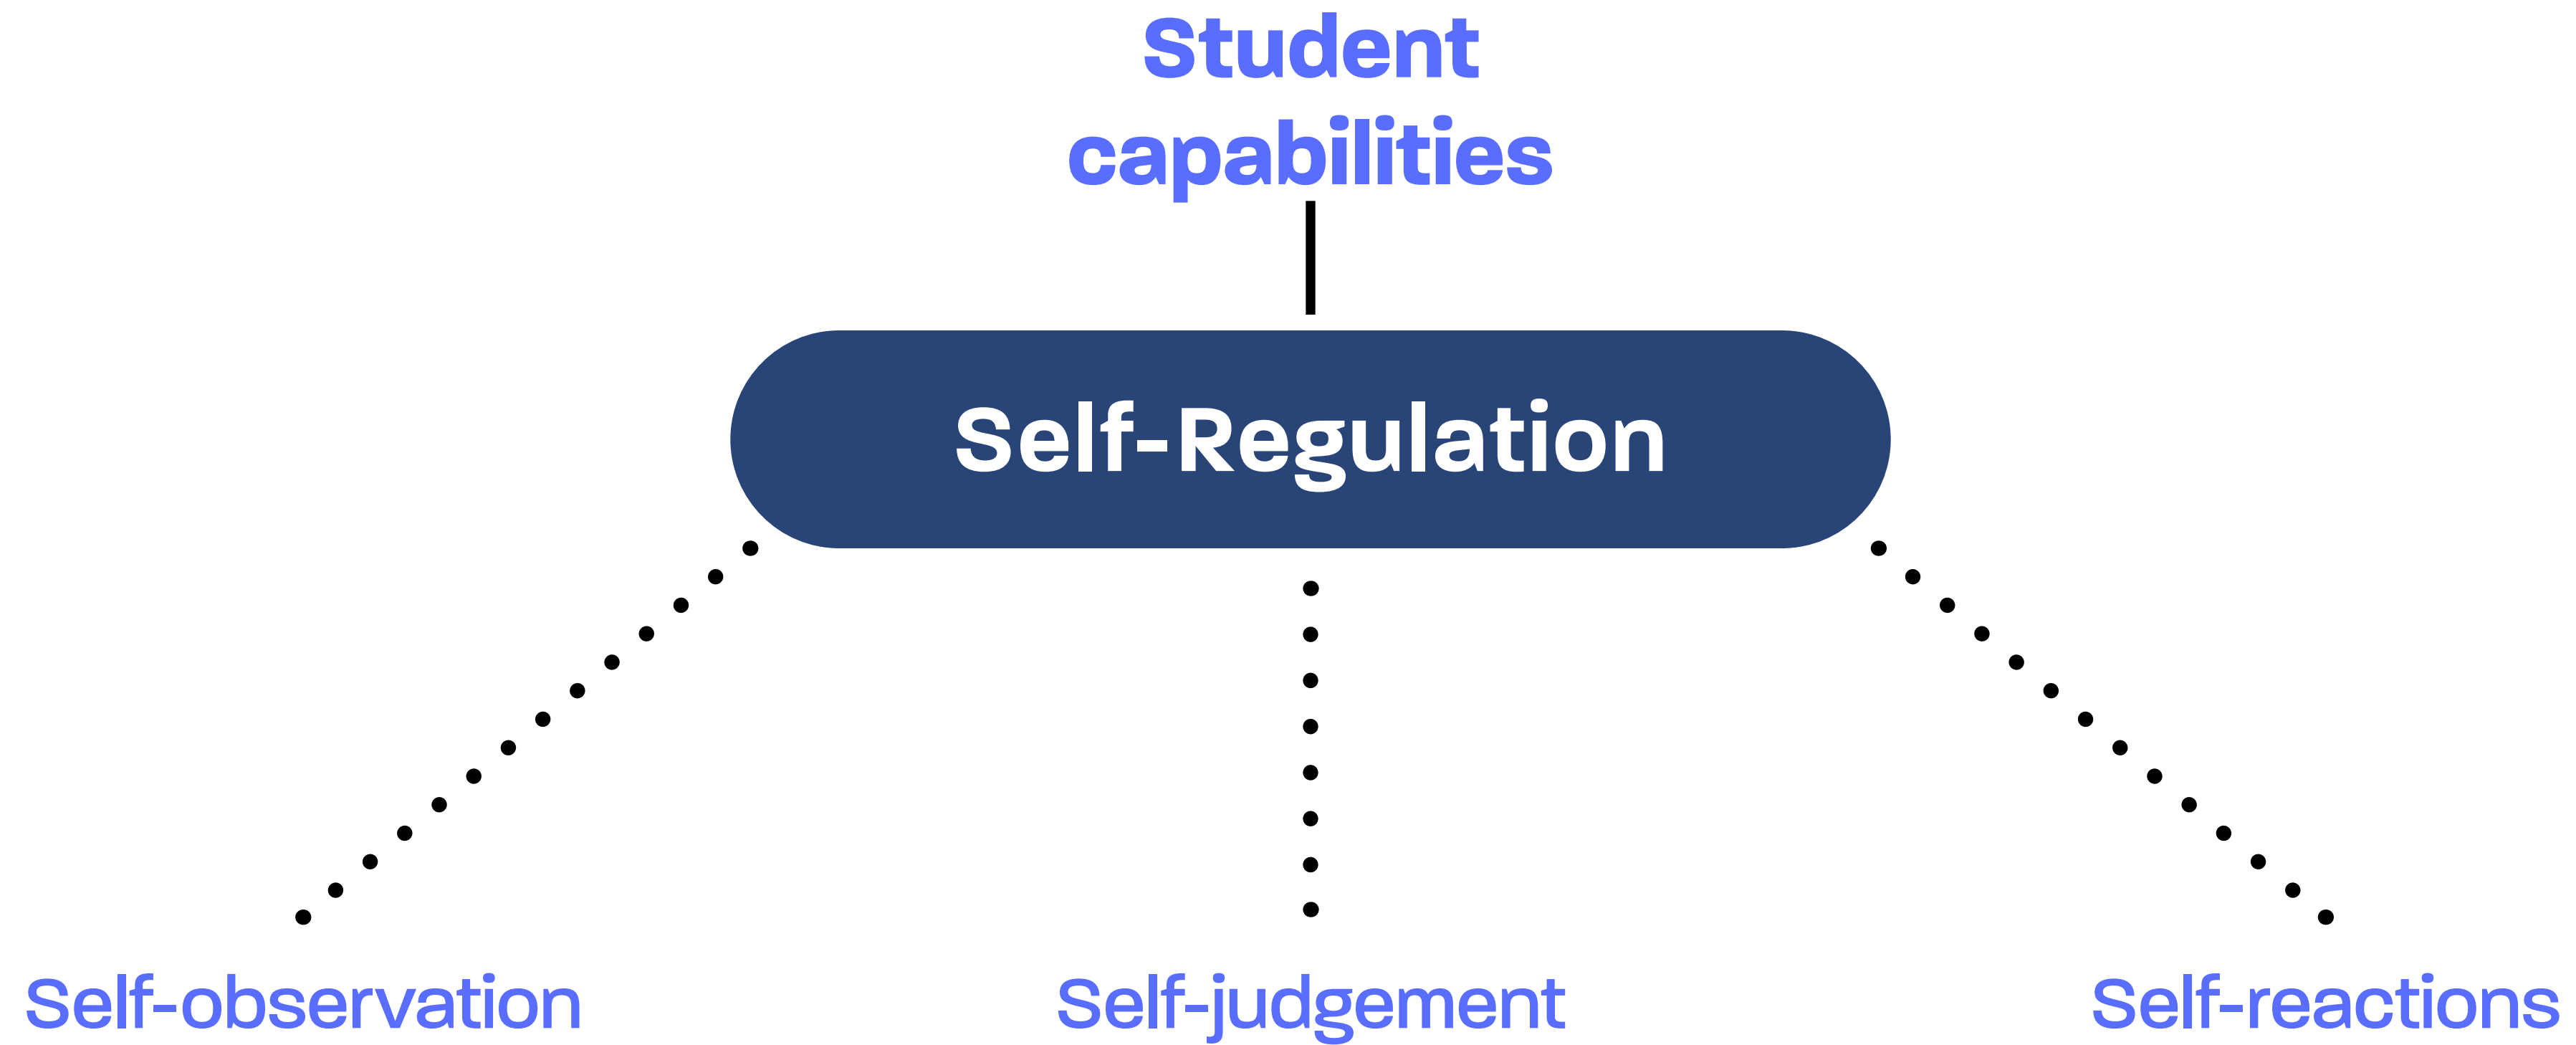 Student
capabilities
Self-Regulation
Self-observation
Self-judgement
Self-reactions